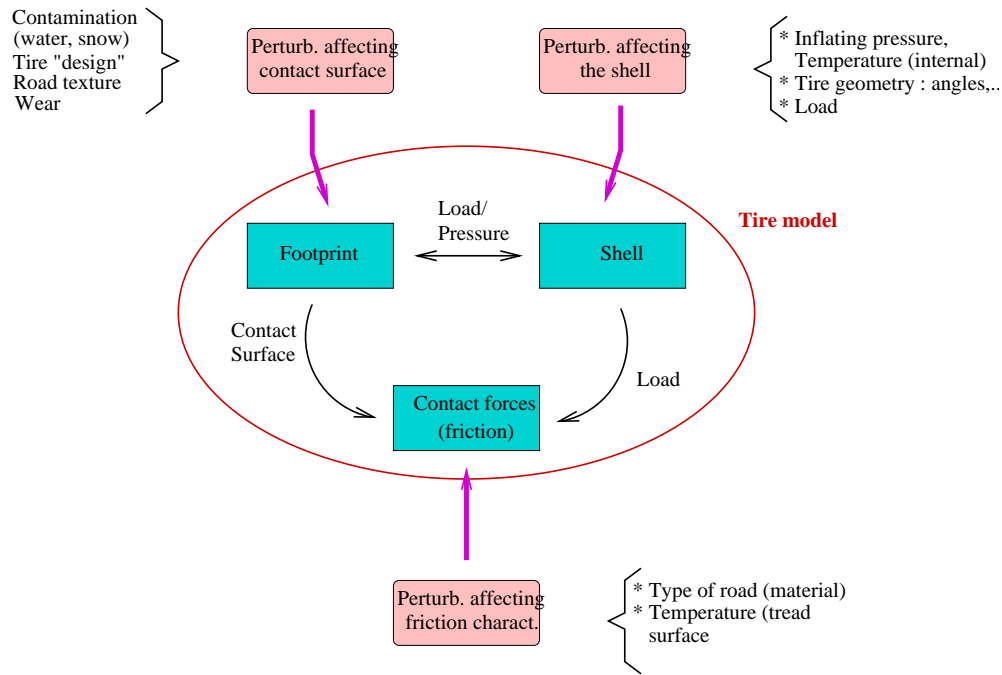 Contamination
(water, snow)
Tire "design"
Road texture
Wear
Perturb. affecting
contact surface
Perturb. affecting
the shell
* Inflating pressure,
Temperature (internal)
* Tire geometry : angles,..
* Load
Tire model
Load/
Pressure
Footprint
Shell
Contact
Surface
Load
Contact forces
(friction)
Perturb. affecting
friction charact.
* Type of road (material)
* Temperature (tread
surface